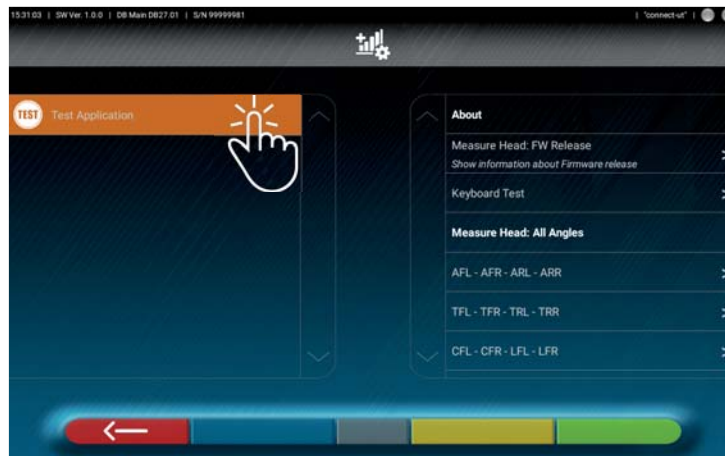 15:31:03 | SW Ver. 1.0.0 | DB Main DB27.01 | S/N 99999981
| "connect-ut" |
TEST Test Application
About
Measure Head: FW Release
Show information about Firmware release
Keyboard Test
Measure Head: All Angles
AFL - AFR - ARL - ARR
TFL - TFR - TRL - TRR
CFL - CFR - LFL - LFR